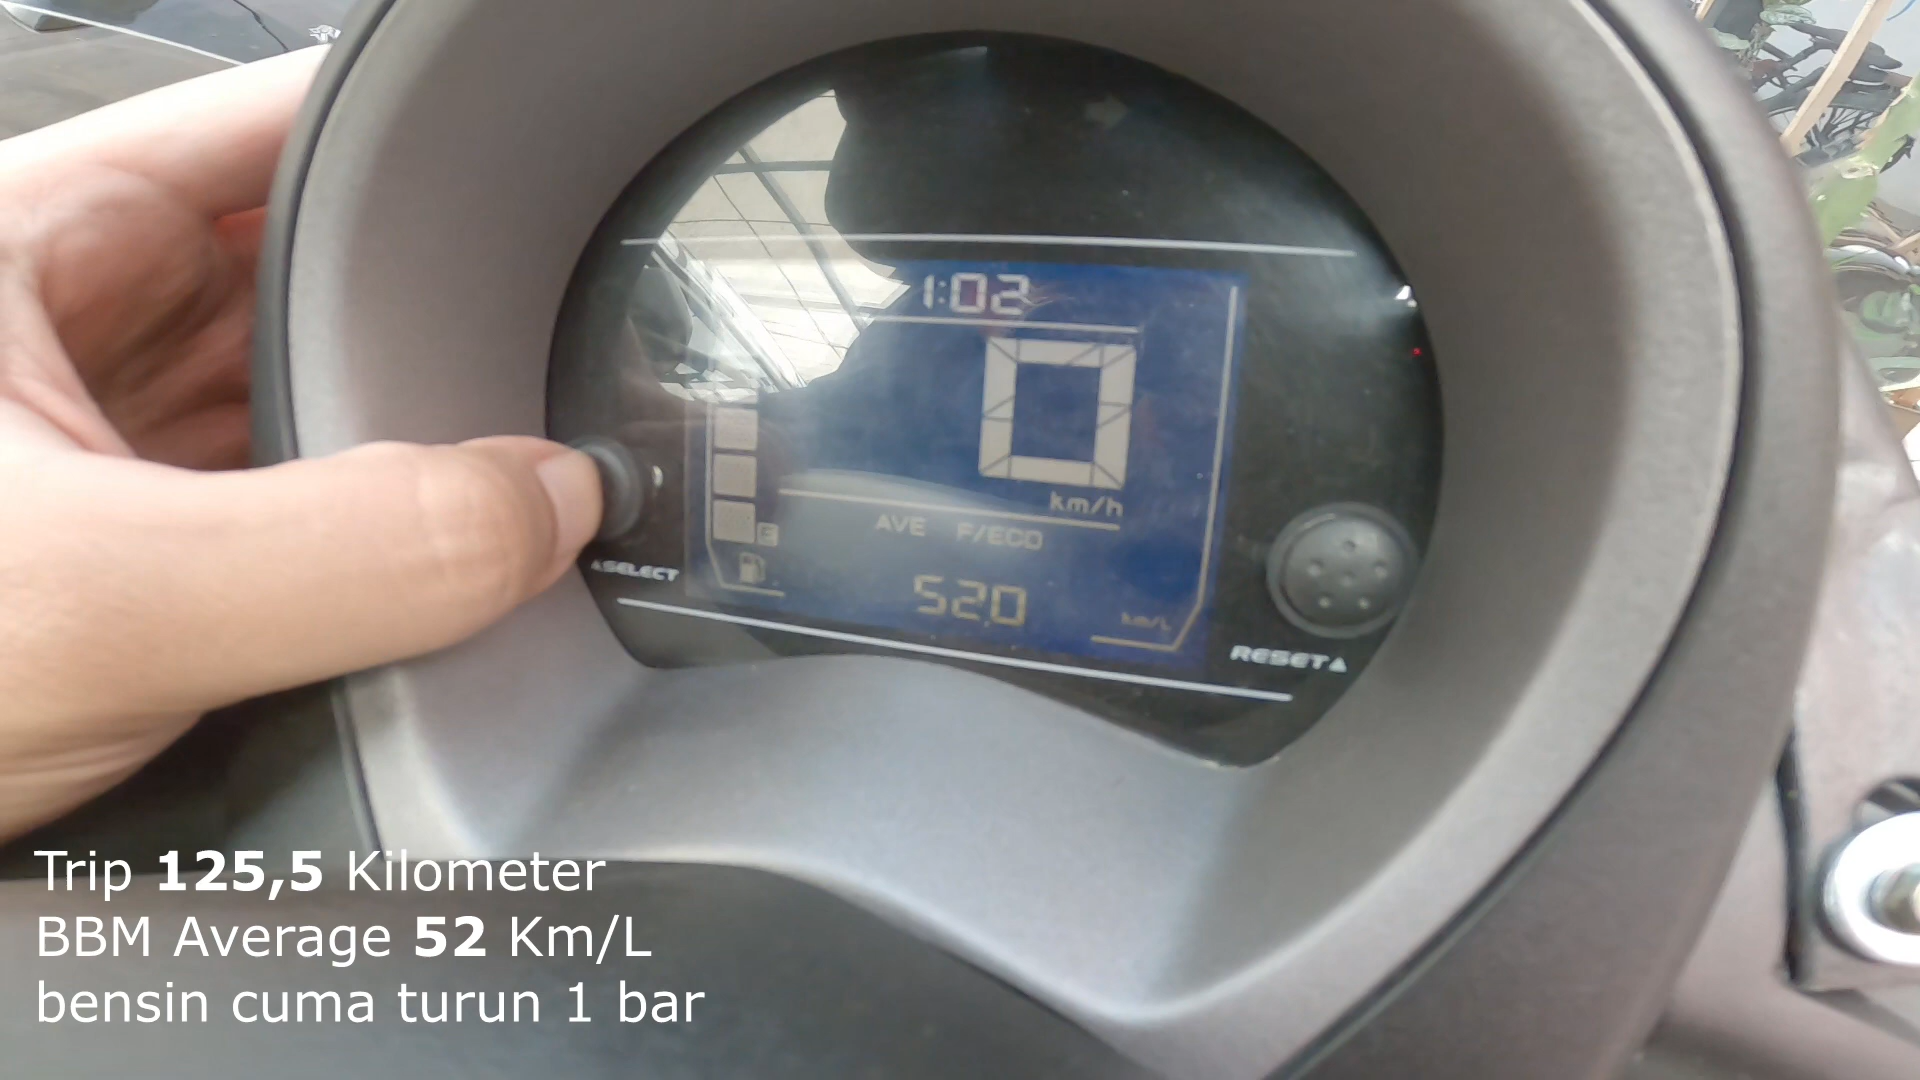 1:02
0
km/h
E
AVE F/ECO
52.0
km/L
▲SELECT
RESET▲
Trip 125,5 Kilometer
BBM Average 52 Km/L
bensin cuma turun 1 bar